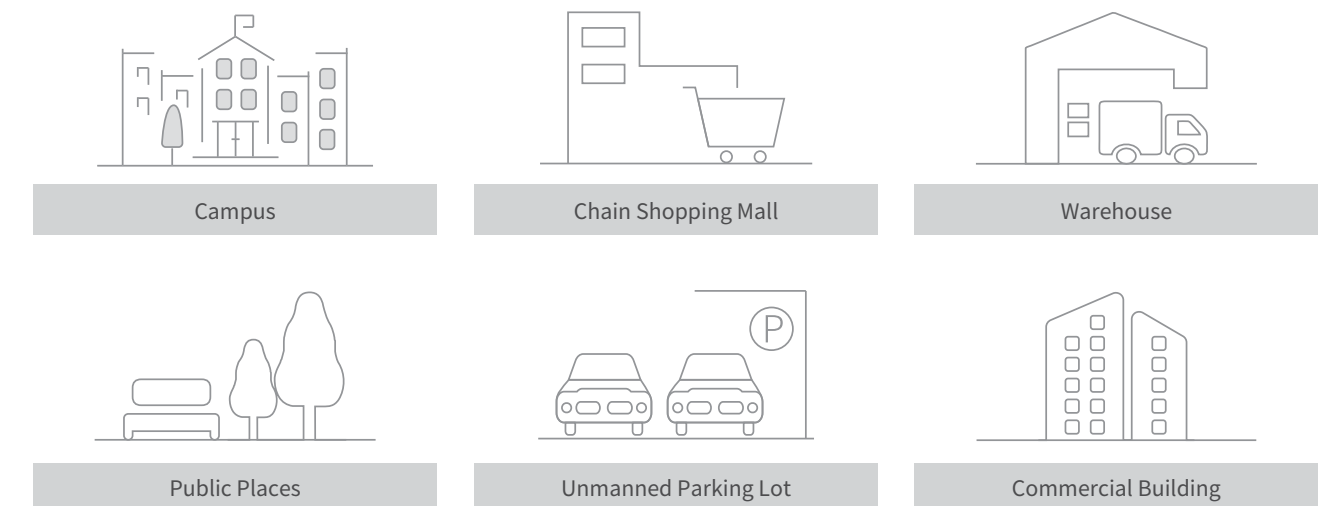 Campus
Chain Shopping Mall
Warehouse
P
Public Places
Unmanned Parking Lot
Commercial Building